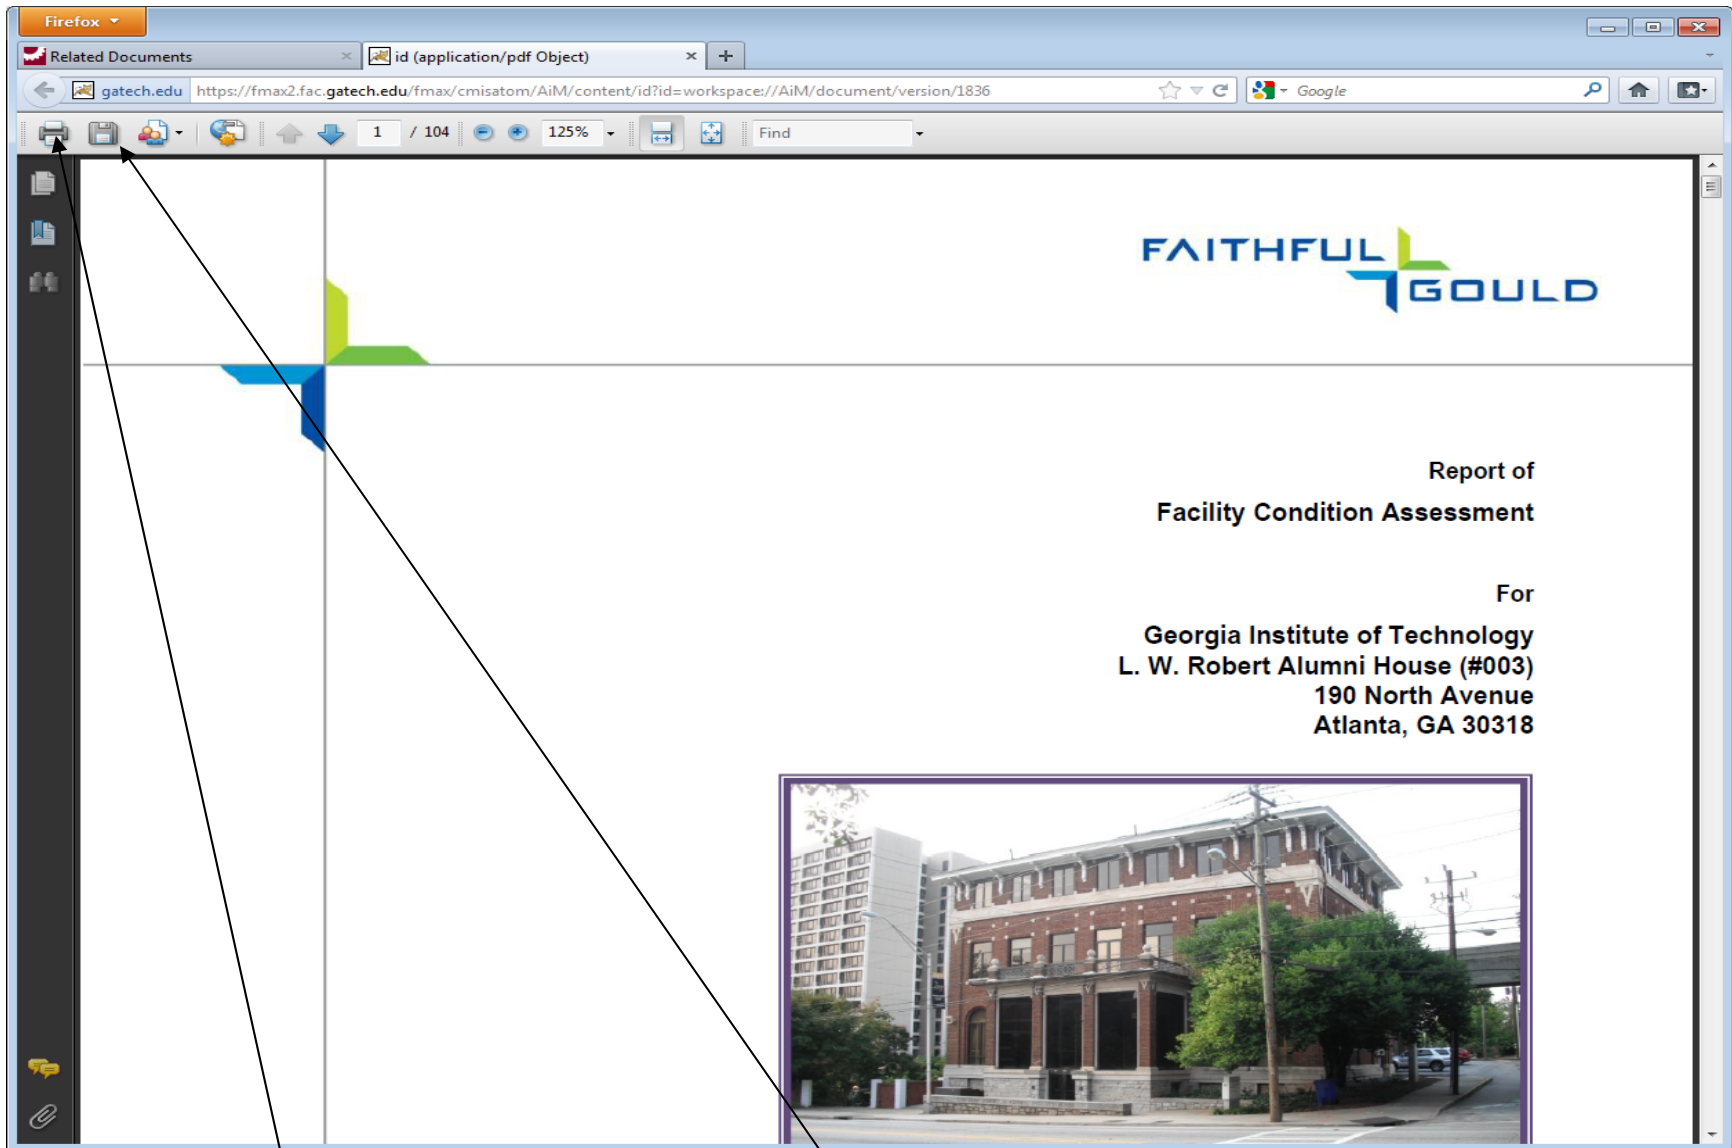 Firefox
Related Documents
id (application/pdf Object)
gatech.edu https://fmax2.fac.gatech.edu/fmax/cmisatom/AiM/content/id?id=workspace://AiM/document/version/1836
Google
1 / 104
125%
Find
FAITHFUL
GOULD
Report of
Facility Condition Assessment
For
Georgia Institute of Technology
L. W. Robert Alumni House (#003)
190 North Avenue
Atlanta, GA 30318